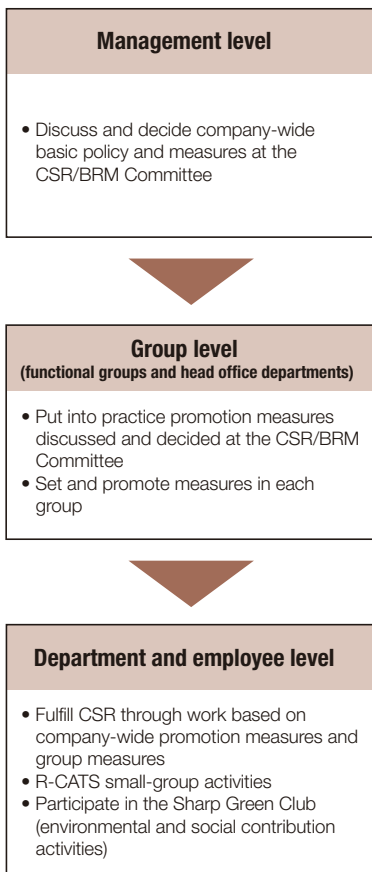 Management level
• Discuss and decide company-wide
basic policy and measures at the
CSR/BRM Committee
Group level
(functional groups and head office departments)
• Put into practice promotion measures
discussed and decided at the CSR/BRM
Committee
• Set and promote measures in each
group
Department and employee level
• Fulfill CSR through work based on
company-wide promotion measures and
group measures
• R-CATS small-group activities
• Participate in the Sharp Green Club
(environmental and social contribution
activities)